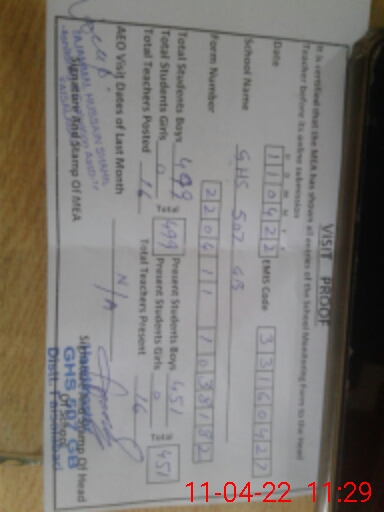 VISIT PROOF
It is certified that the MEA has shown all entries of the School Monitoring Form to the Head
Teacher before its online submission
Date 110422 EMIS Code 33160427
School Name GHS 507 GB
Form Number
Total Students Boys 499 Total 499 Present Students Boys 451 Total 451
Total Students Girls 0 Present Students Girls 0
Total Teachers Posted 16 Total Teachers Present 16
AEO Visit Dates of Last Month N/A
Signature And Stamp Of MEA
Signature And Stamp Of Head
GHS 507 GB
Distt.
11-04-22 11:29